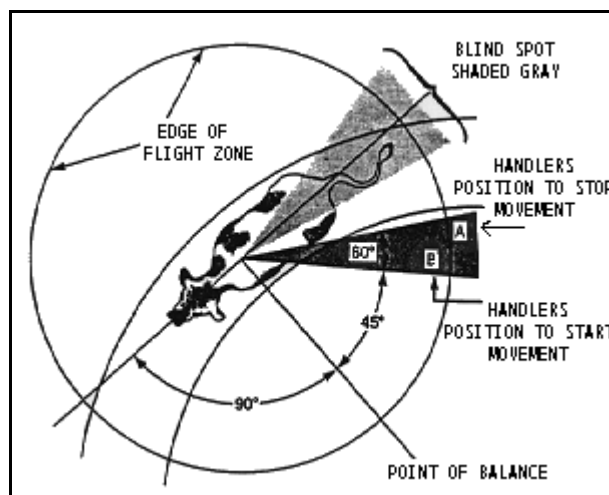 BLIND SPOT
SHADED GRAY
EDGE OF
FLIGHT ZONE
HANDLERS
POSITION TO STOP
MOVEMENT
A
60°
B
45°
HANDLERS
POSITION TO START
MOVEMENT
90°
POINT OF BALANCE